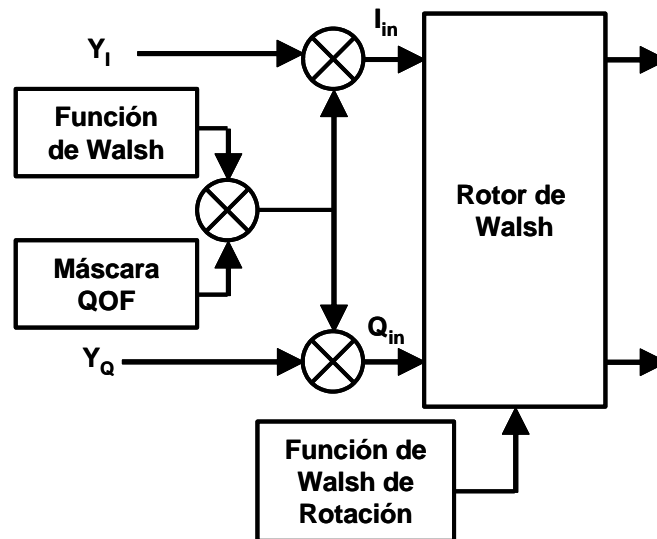 Y_I
I_in
Función
de Walsh
Rotor de
Walsh
Máscara
QOF
Q_in
Y_Q
Función de
Walsh de
Rotación